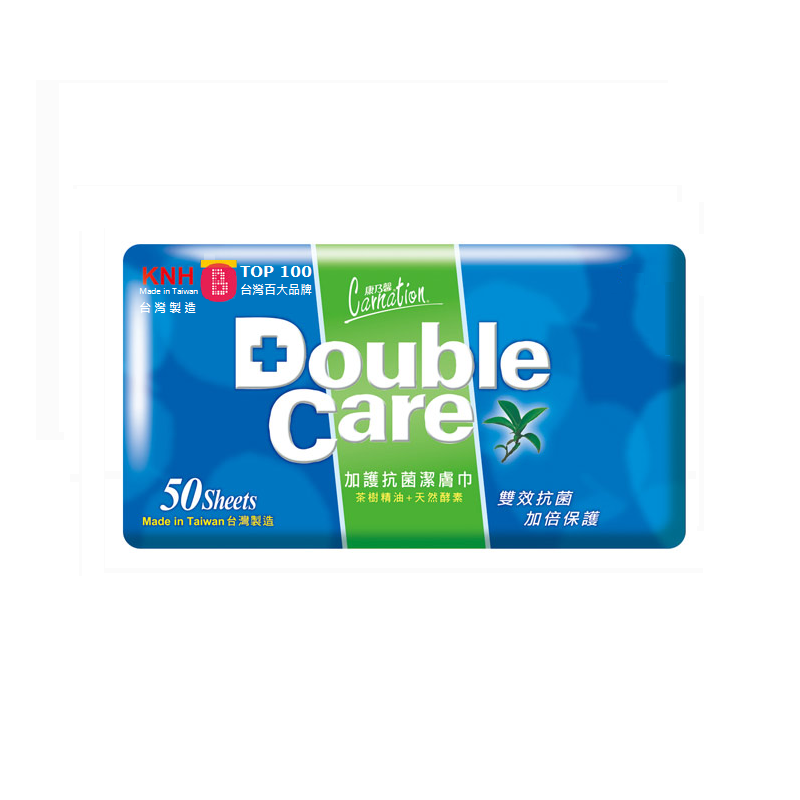 KNH
Made in Taiwan
台灣製造
B
TOP 100
台灣百大品牌
康乃馨
Carnation
Double
Care
加護抗菌潔膚巾
茶樹精油+天然酵素
50 Sheets
Made in Taiwan 台灣製造
雙效抗菌
加倍保護